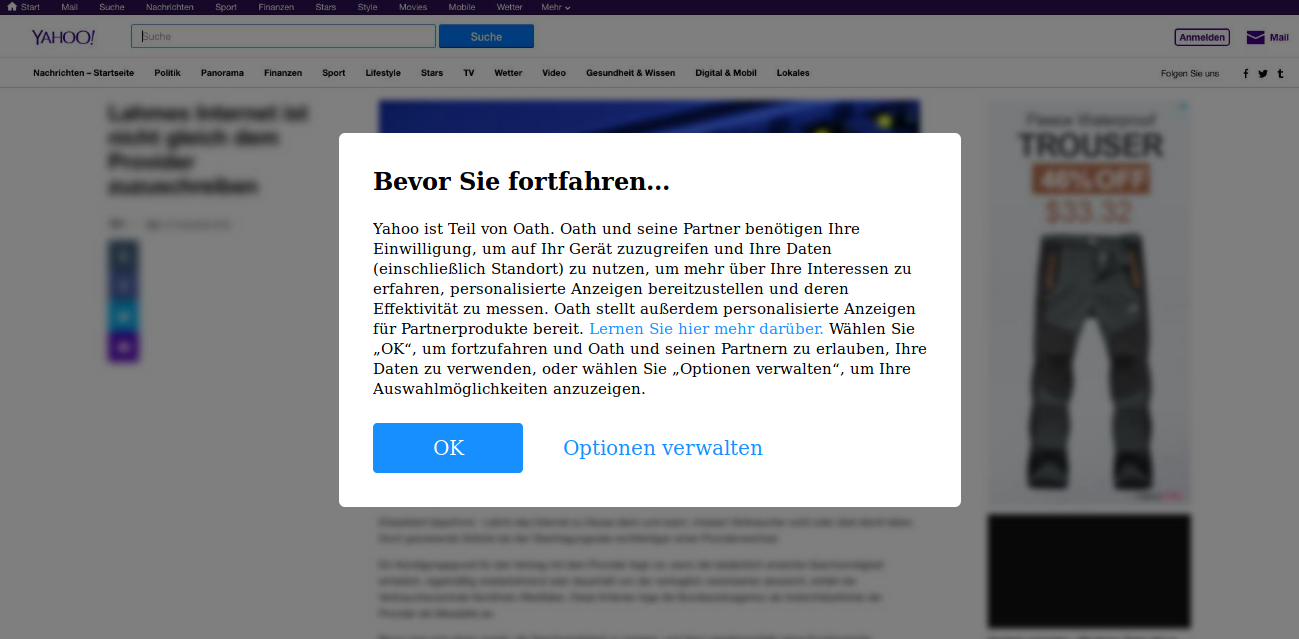 Start Mail Suche Nachrichten Sport Finanzen Stars Style Movies Mobile Wetter Mehr
YAHOO! Suche Suche Anmelden Mail
Nachrichten – Startseite Politik Panorama Finanzen Sport Lifestyle Stars TV Wetter Video Gesundheit & Wissen Digital & Mobil Lokales Folgen Sie uns
Lahmes Internet ist
nicht gleich dem
Provider
zuzuschreiben
Fleece Waterproof
TROUSER
46% OFF
$33.32
Bevor Sie fortfahren...
Yahoo ist Teil von Oath. Oath und seine Partner benötigen Ihre
Einwilligung, um auf Ihr Gerät zuzugreifen und Ihre Daten
(einschließlich Standort) zu nutzen, um mehr über Ihre Interessen zu
erfahren, personalisierte Anzeigen bereitzustellen und deren
Effektivität zu messen. Oath stellt außerdem personalisierte Anzeigen
für Partnerprodukte bereit. Lernen Sie hier mehr darüber. Wählen Sie
„OK“, um fortzufahren und Oath und seinen Partnern zu erlauben, Ihre
Daten zu verwenden, oder wählen Sie „Optionen verwalten“, um Ihre
Auswahlmöglichkeiten anzuzeigen.
OK Optionen verwalten